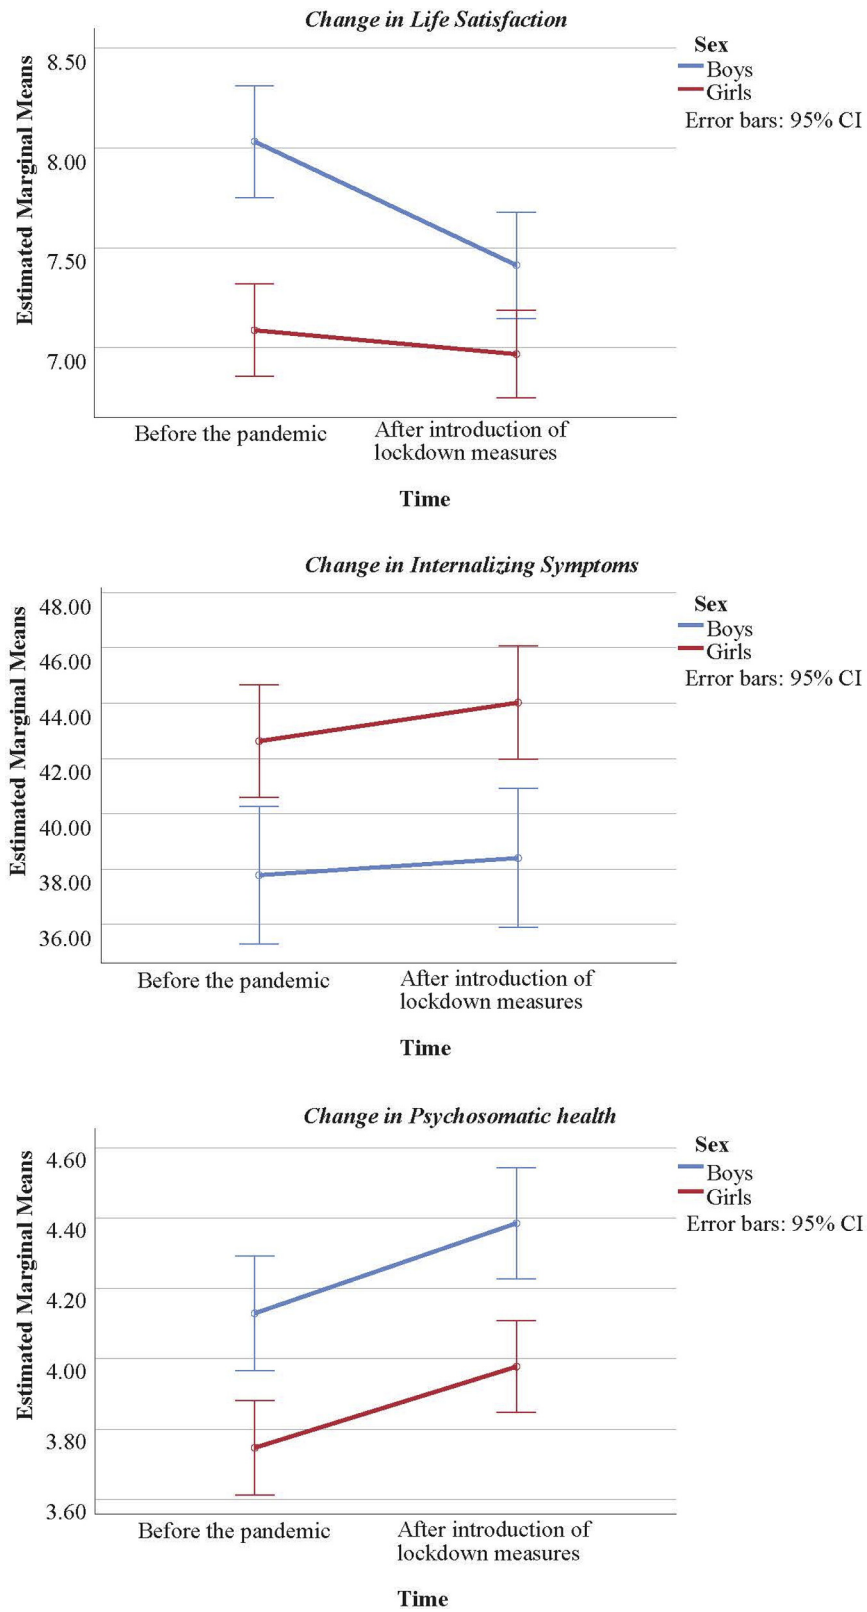 Change in Life Satisfaction
Estimated Marginal Means
8.50
8.00
7.50
7.00
Sex
Boys
Girls
Error bars: 95% CI
Before the pandemic
After introduction of
lockdown measures
Time
Change in Internalizing Symptoms
Estimated Marginal Means
48.00
46.00
44.00
42.00
40.00
38.00
36.00
Sex
Boys
Girls
Error bars: 95% CI
Before the pandemic
After introduction of
lockdown measures
Time
Change in Psychosomatic health
Estimated Marginal Means
4.60
4.40
4.20
4.00
3.80
3.60
Sex
Boys
Girls
Error bars: 95% CI
Before the pandemic
After introduction of
lockdown measures
Time